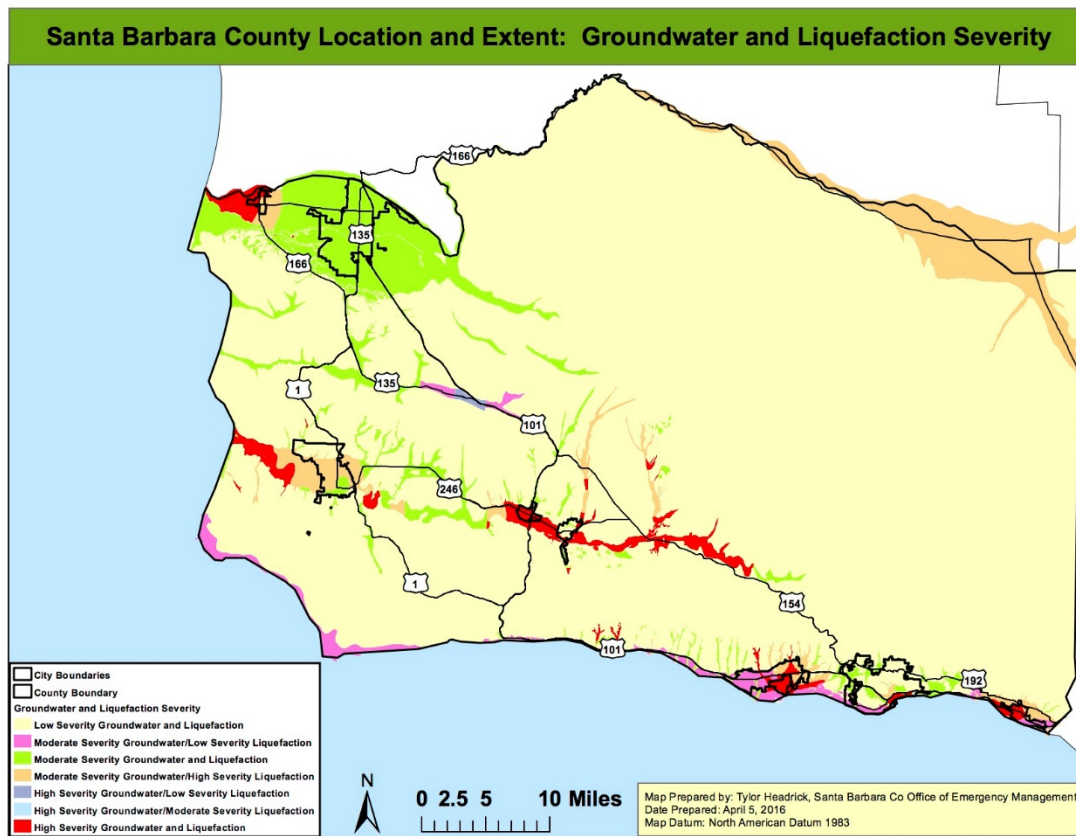 Santa Barbara County Location and Extent: Groundwater and Liquefaction Severity
166
135
166
1
135
101
246
1
154
101
192
City Boundaries
County Boundary
Groundwater and Liquefaction Severity
Low Severity Groundwater and Liquefaction
Moderate Severity Groundwater/Low Severity Liquefaction
Moderate Severity Groundwater and Liquefaction
Moderate Severity Groundwater/High Severity Liquefaction
High Severity Groundwater/Low Severity Liquefaction
High Severity Groundwater/Moderate Severity Liquefaction
High Severity Groundwater and Liquefaction
N
0 2.5 5 10 Miles
Map Prepared by: Tylor Headrick, Santa Barbara Co Office of Emergency Management
Date Prepared: April 5, 2016
Map Datum: North American Datum 1983